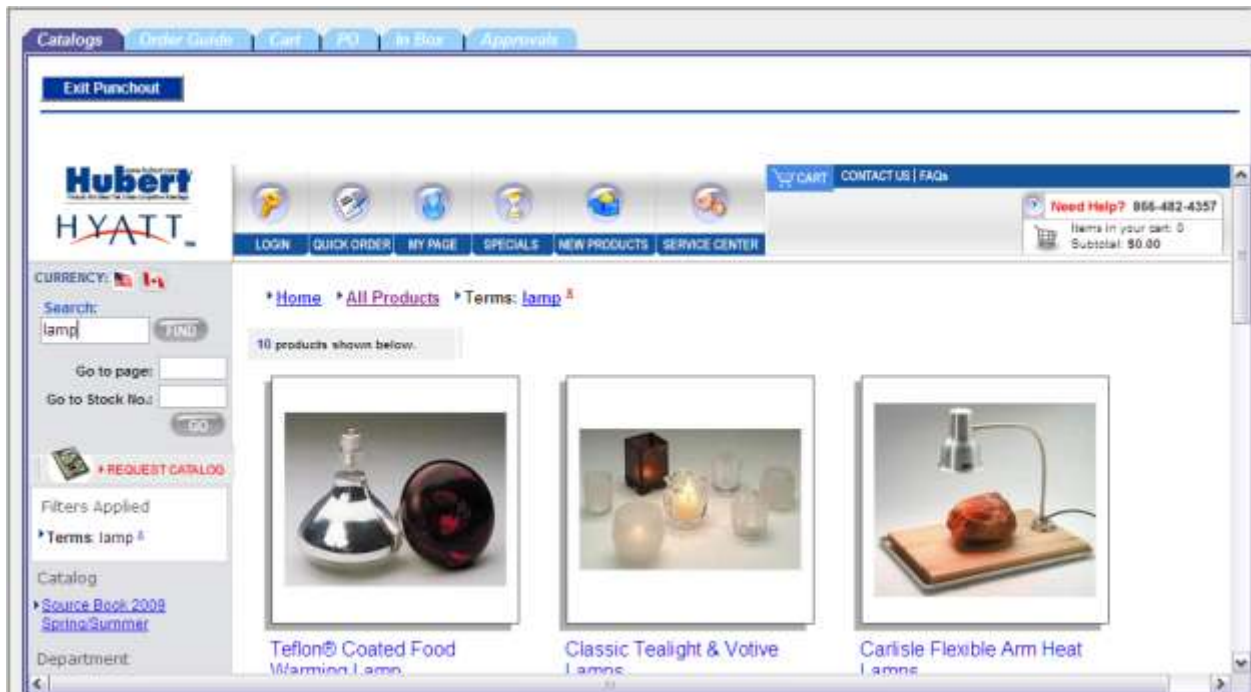 Catalogs Order Guide Cart PO In Box Approvals
Exit Punchout
Hubert
HYATT
CART CONTACT US | FAQs
Need Help? 866-482-4357
Items in your cart: 0
Subtotal: $0.00
LOGIN QUICK ORDER MY PAGE SPECIALS NEW PRODUCTS SERVICE CENTER
CURRENCY:
Search:
lamp FIND
Go to page:
Go to Stock No.:
GO
REQUEST CATALOG
Filters Applied
Terms: lamp x
Catalog
Source Book 2009
Spring/Summer
Department
Home All Products Terms: lamp x
10 products shown below.
Teflon® Coated Food
Warming Lamp
Classic Tealight & Votive
Lamps
Carlisle Flexible Arm Heat
Lamps